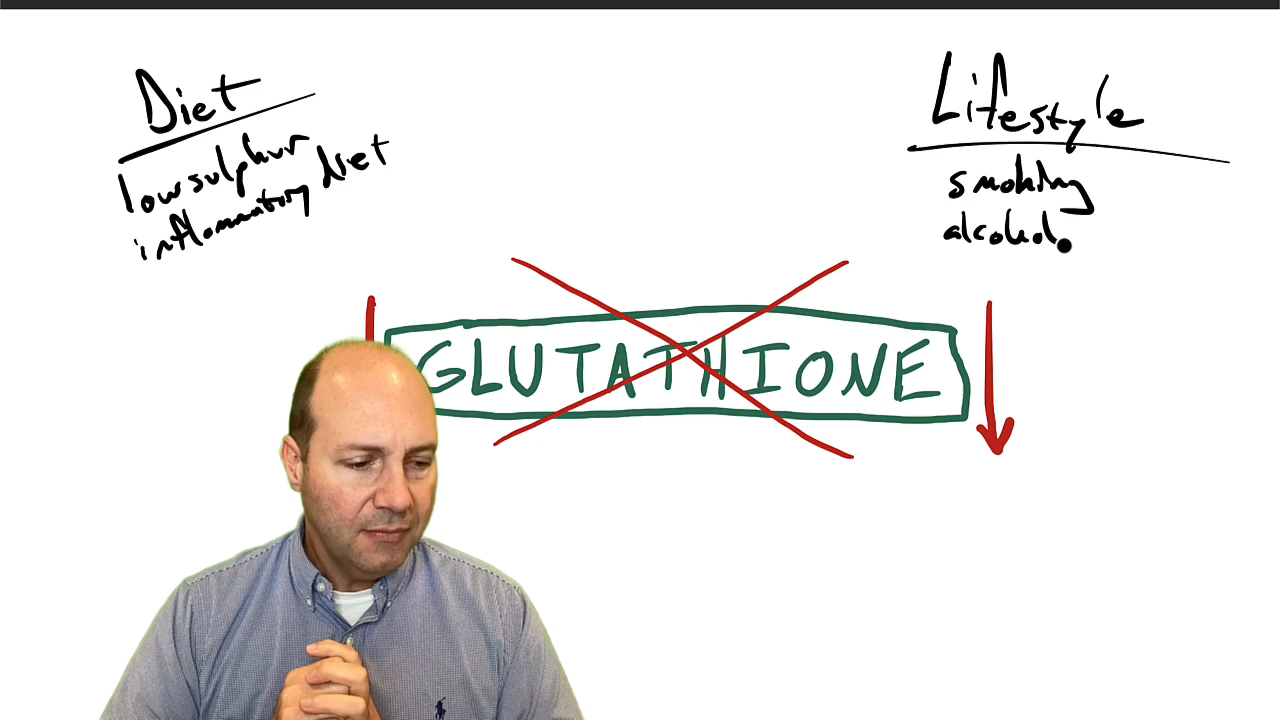 Diet
low sulphur diet
inflammatory
Lifestyle
smoking
alcohol
GLUTATHIONE